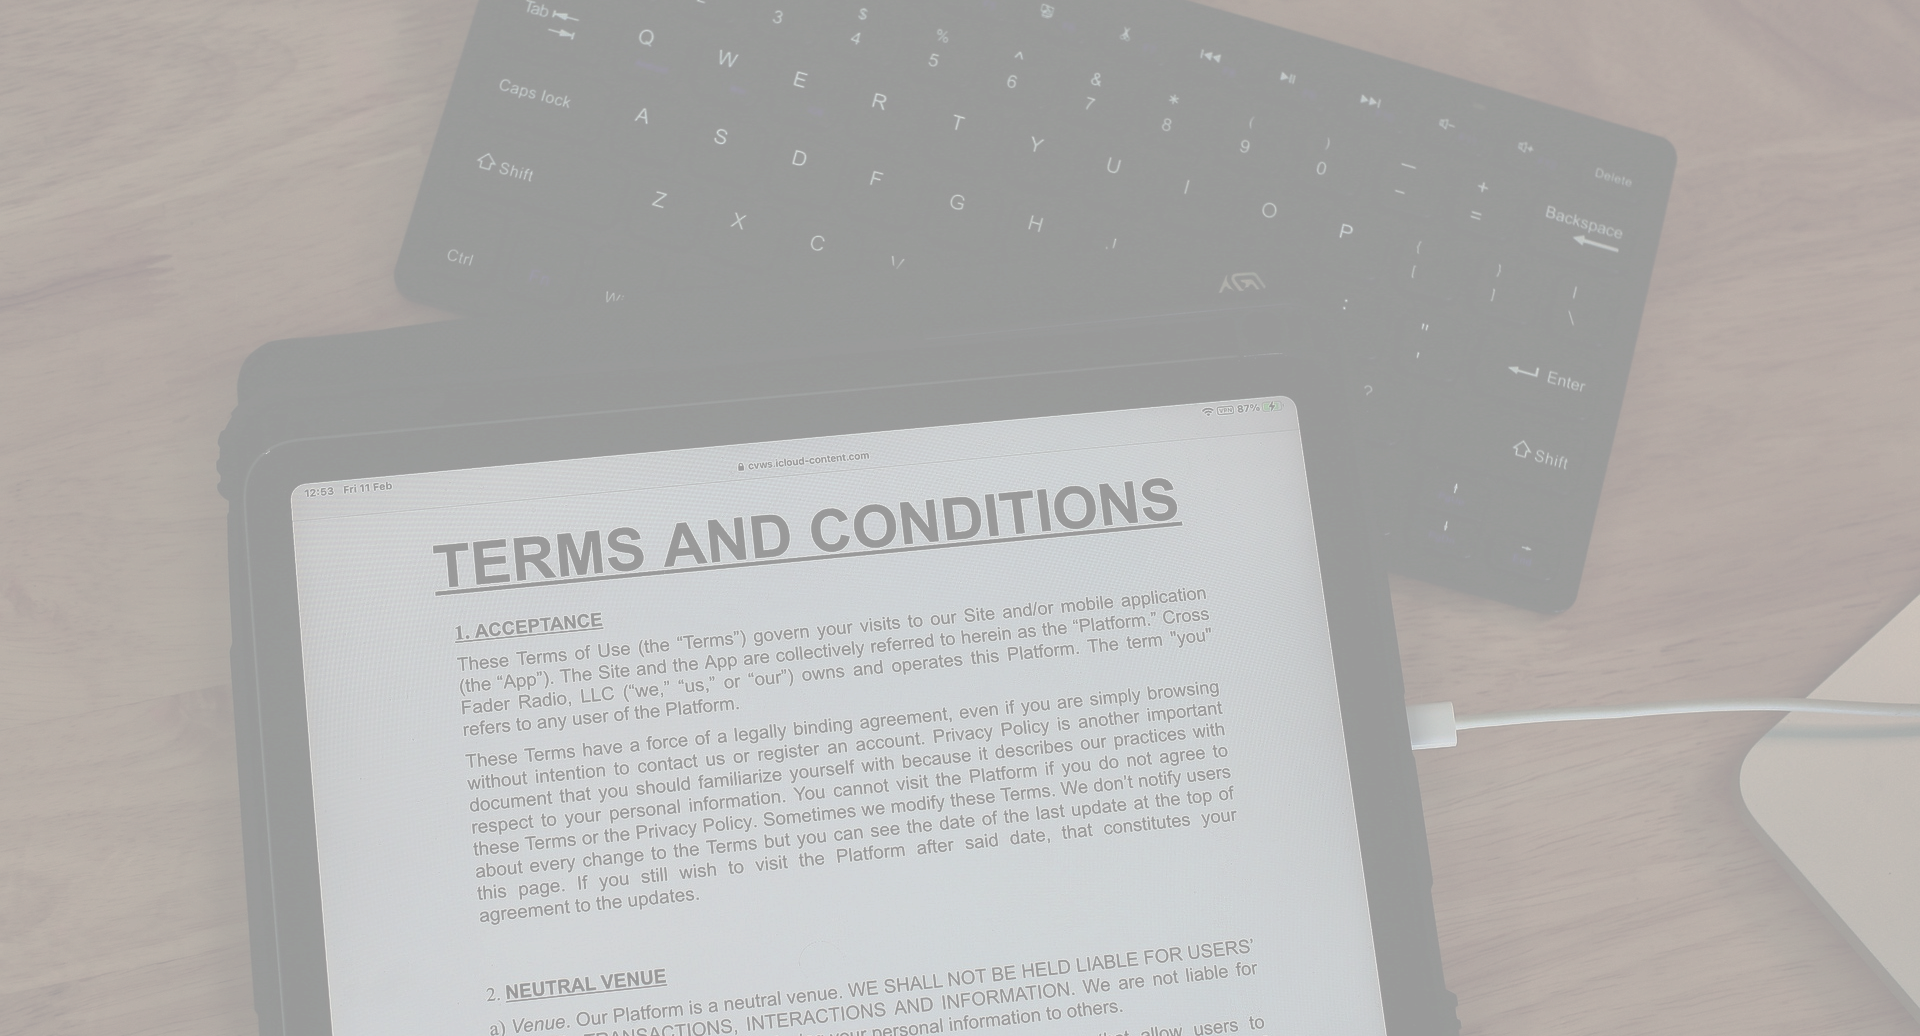 Tab
3
$
4
%
5
^
6
&
7
*
8
(
9
)
0
—
-
+
=
Delete
Backspace
Q
W
E
R
T
Y
U
I
O
P
{
[
}
]
|
\
Caps lock
A
S
D
F
G
H
:
"
'
Enter
Shift
Z
X
C
?
Shift
Ctrl
12:53 Fri 11 Feb
VPN 87%
cvws.icloud-content.com
TERMS AND CONDITIONS
1. ACCEPTANCE
These Terms of Use (the “Terms”) govern your visits to our Site and/or mobile application
(the “App”). The Site and the App are collectively referred to herein as the “Platform.” Cross
Fader Radio, LLC (“we,” “us,” or “our”) owns and operates this Platform. The term "you"
refers to any user of the Platform.
These Terms have a force of a legally binding agreement, even if you are simply browsing
without intention to contact us or register an account. Privacy Policy is another important
document that you should familiarize yourself with because it describes our practices with
respect to your personal information. You cannot visit the Platform if you do not agree to
these Terms or the Privacy Policy. Sometimes we modify these Terms. We don't notify users
about every change to the Terms but you can see the date of the last update at the top of
this page. If you still wish to visit the Platform after said date, that constitutes your
agreement to the updates.
2. NEUTRAL VENUE
a) Venue. Our Platform is a neutral venue. WE SHALL NOT BE HELD LIABLE FOR USERS’
TRANSACTIONS, INTERACTIONS AND INFORMATION. We are not liable for
your personal information to others.
allow users to